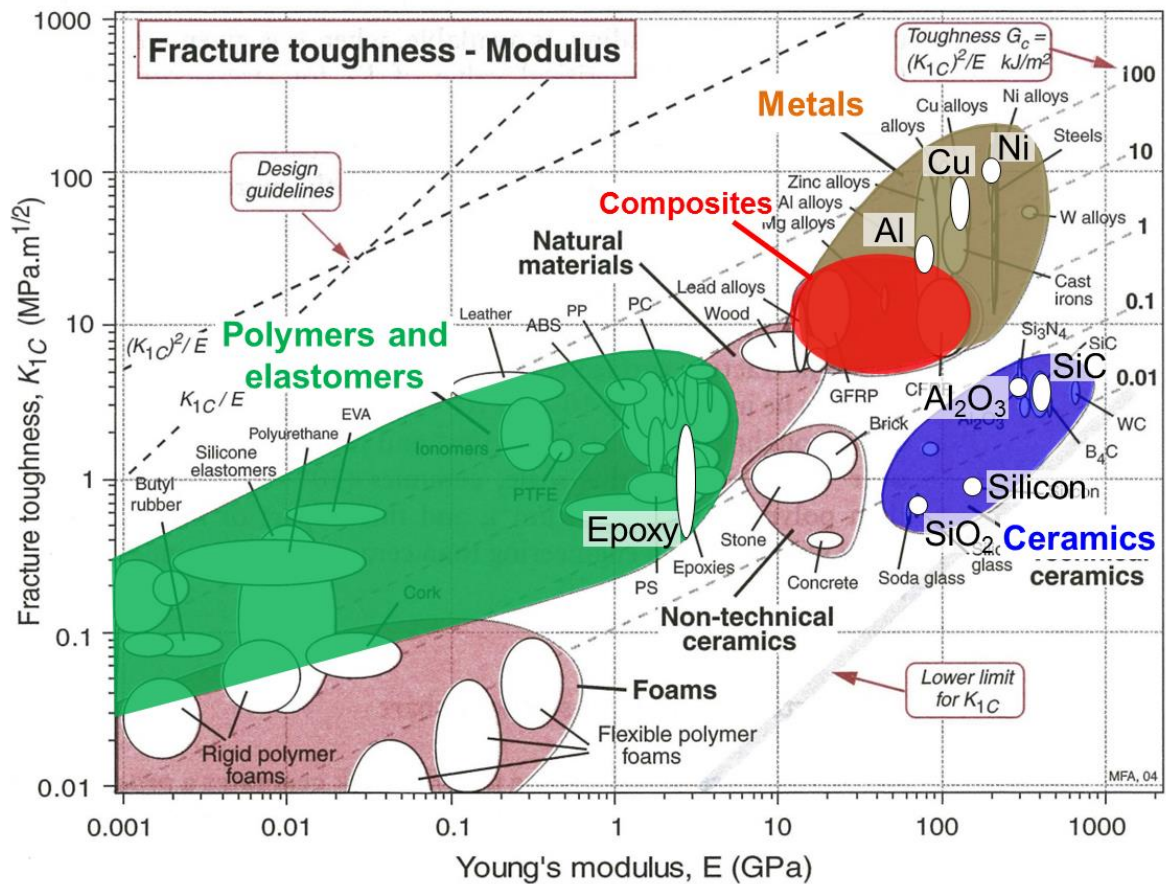 1000
Fracture toughness - Modulus
Toughness Gc =
(K1C)²/E kJ/m²
100
Metals
Cu alloys
Ni alloys
alloys
Steels
Ni
Cu
10
Design
guidelines
100
Zinc alloys
Al alloys
Mg alloys
Composites
W alloys
Al
1
Natural
materials
Cast
irons
Lead alloys
Wood
PC
PP
ABS
Leather
0.1
Si3N4
SiC
10
(K1C)²/E
Polymers and
elastomers
GFRP
SiC
0.01
Al2O3
Al2O3
WC
K1C/E
EVA
Polyurethane
Ionomers
Silicone
elastomers
Brick
B4C
Butyl
rubber
PTFE
1
Silicon
Epoxy
Stone
SiO2
Ceramics
glass
ceramics
Soda glass
Epoxies
PS
Concrete
Cork
Non-technical
ceramics
0.1
Foams
Lower limit
for K1C
Rigid polymer
foams
Flexible polymer
foams
0.01
MFA, 04
0.001
0.01
0.1
1
10
100
1000
Young's modulus, E (GPa)
Fracture toughness, K1C (MPa.m^1/2)